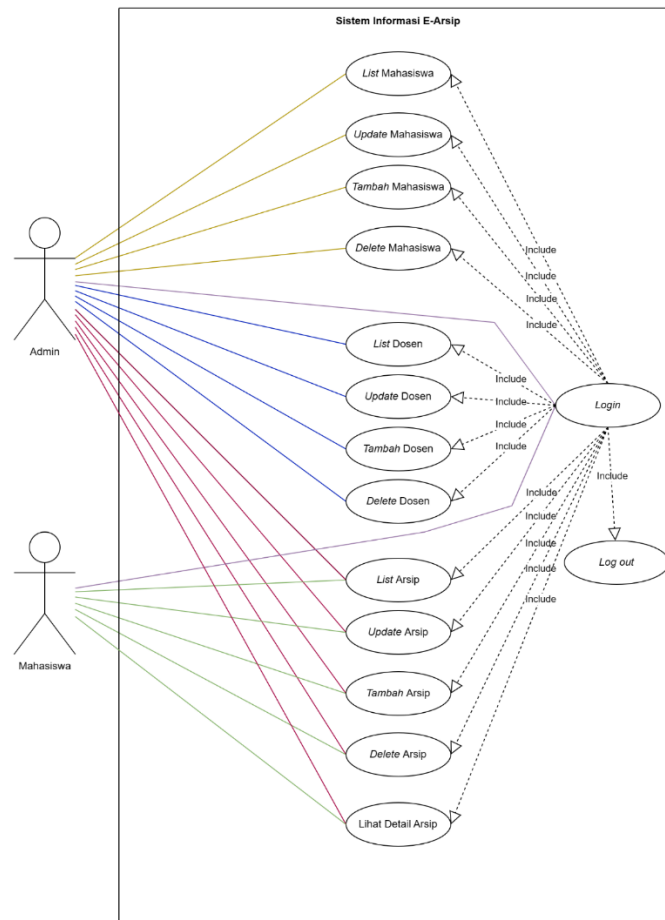 Sistem Informasi E-Arsip
List Mahasiswa
Update Mahasiswa
Tambah Mahasiswa
Delete Mahasiswa
Include
Include
Include
Include
Admin
List Dosen
Include
Update Dosen
Include
Login
Tambah Dosen
Include
Include
Delete Dosen
Include
Include
Include
Include
Include
Include
Log out
List Arsip
Mahasiswa
Update Arsip
Tambah Arsip
Delete Arsip
Lihat Detail Arsip